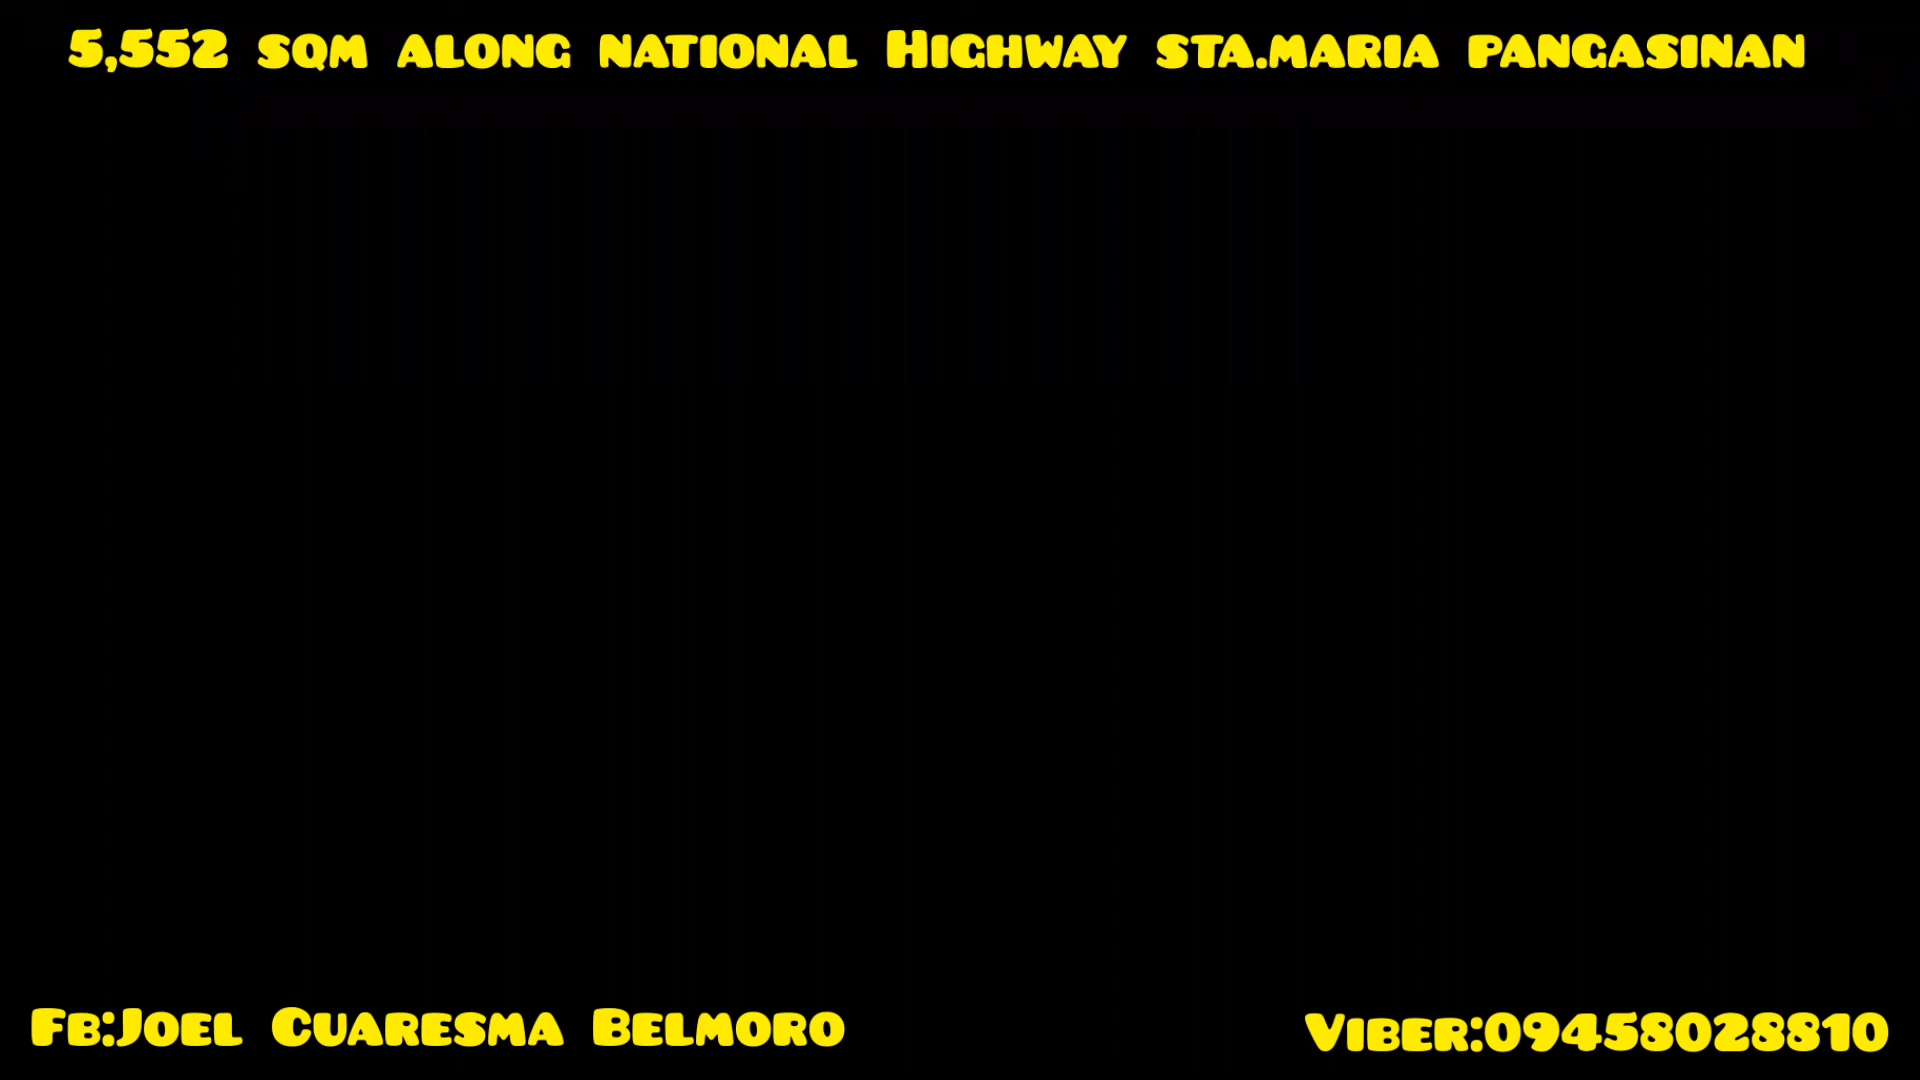 5,552 sqm along national Highway sta.maria pangasinan
Fb:Joel Cuaresma Belmoro
Viber:09458028810